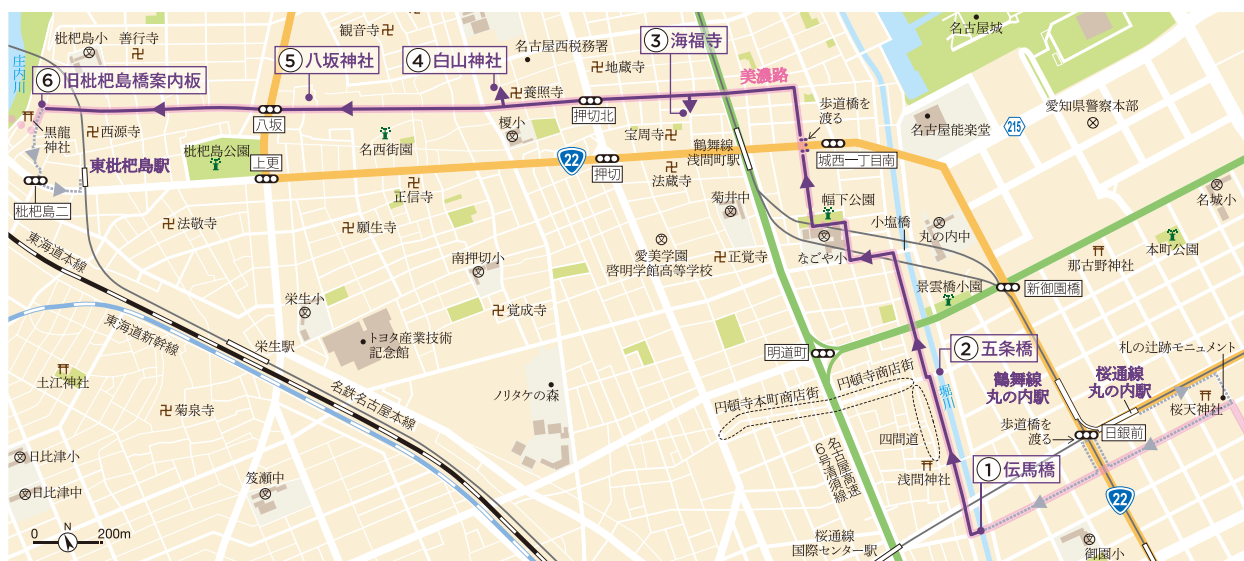 枇杷島小
善行寺
観音寺
名古屋西税務署
③海福寺
名古屋城
庄内川
⑥旧枇杷島橋案内板
⑤八坂神社
④白山神社
地蔵寺
養照寺
美濃路
歩道橋を
渡る
愛知県警察本部
黒龍
神社
西源寺
八坂
榎小
押切北
宝周寺
名古屋能楽堂
215
枇杷島公園
名西街園
鶴舞線
浅間町駅
城西一丁目南
東枇杷島駅
上更
22
押切
法蔵寺
枇杷島二
正信寺
菊井中
幅下公園
名城小
法敬寺
願生寺
小塩橋
丸の内中
東海道本線
愛美学園
啓明学館高等学校
正覚寺
なごや小
那古野神社
本町公園
南押切小
景雲橋小園
新御園橋
栄生小
覚成寺
東海道新幹線
栄生駅
トヨタ産業技術
記念館
明道町
②五条橋
札の辻跡モニュメント
土江神社
名鉄名古屋本線
ノリタケの森
円頓寺本町商店街
円頓寺商店街
堀川
鶴舞線
丸の内駅
桜通線
丸の内駅
桜天神社
菊泉寺
四間道
歩道橋を
渡る
日銀前
日比津小
名古屋高速
6号清須線
浅間神社
①伝馬橋
日比津中
笈瀬中
22
0
N
200m
桜通線
国際センター駅
御園小